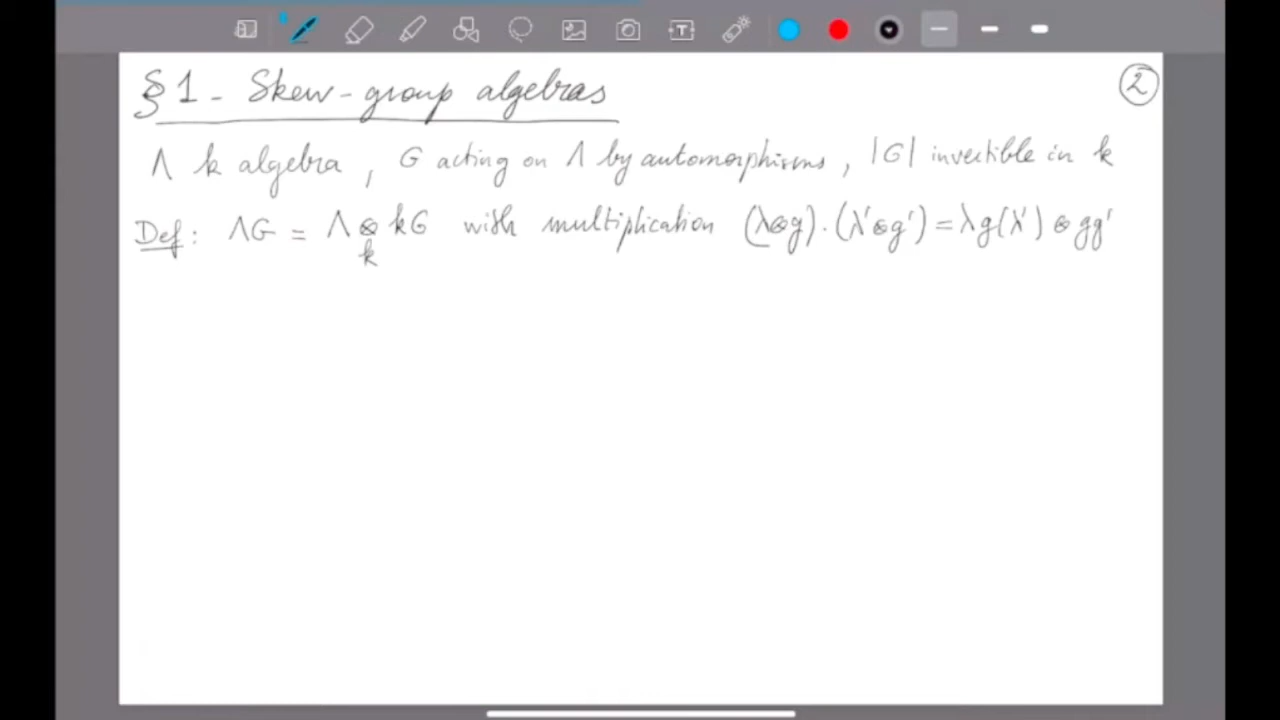 § 1 - Skew-group algebras
②
Λ k algebra, G acting on Λ by automorphisms, |G| invertible in k
Def: ΛG = Λ ⊗ kG with multiplication (λ⊗g).(λ'⊗g') = λg(λ') ⊗ gg'
k